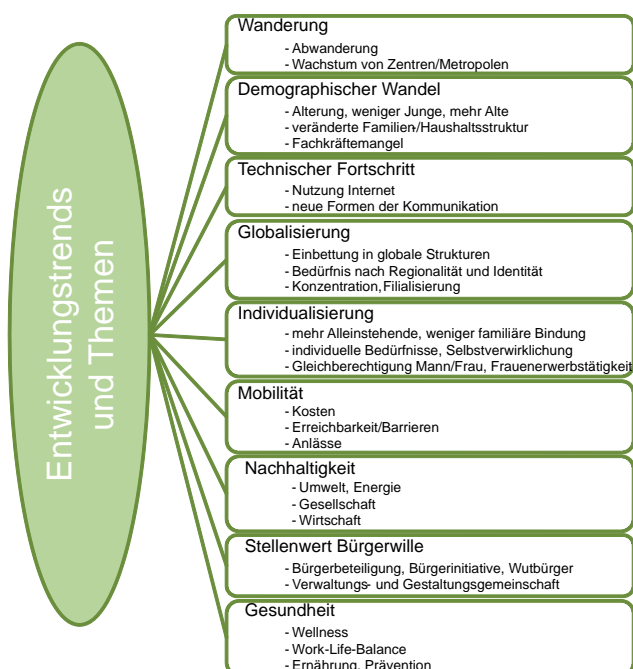 Entwicklungstrends
und Themen
Wanderung
- Abwanderung
- Wachstum von Zentren/Metropolen
Demographischer Wandel
- Alterung, weniger Junge, mehr Alte
- veränderte Familien-/Haushaltsstruktur
- Fachkräftemangel
Technischer Fortschritt
- Nutzung Internet
- neue Formen der Kommunikation
Globalisierung
- Einbettung in globale Strukturen
- Bedürfnis nach Regionalität und Identität
- Konzentration, Filialisierung
Individualisierung
- mehr Alleinstehende, weniger familiäre Bindung
- individuelle Bedürfnisse, Selbstverwirklichung
- Gleichberechtigung Mann/Frau, Frauenerwerbstätigkeit
Mobilität
- Kosten
- Erreichbarkeit/Barrieren
- Anlässe
Nachhaltigkeit
- Umwelt, Energie
- Gesellschaft
- Wirtschaft
Stellenwert Bürgerwille
- Bürgerbeteiligung, Bürgerinitiative, Wutbürger
- Verwaltungs- und Gestaltungsgemeinschaft
Gesundheit
- Wellness
- Work-Life-Balance
- Ernährung, Prävention